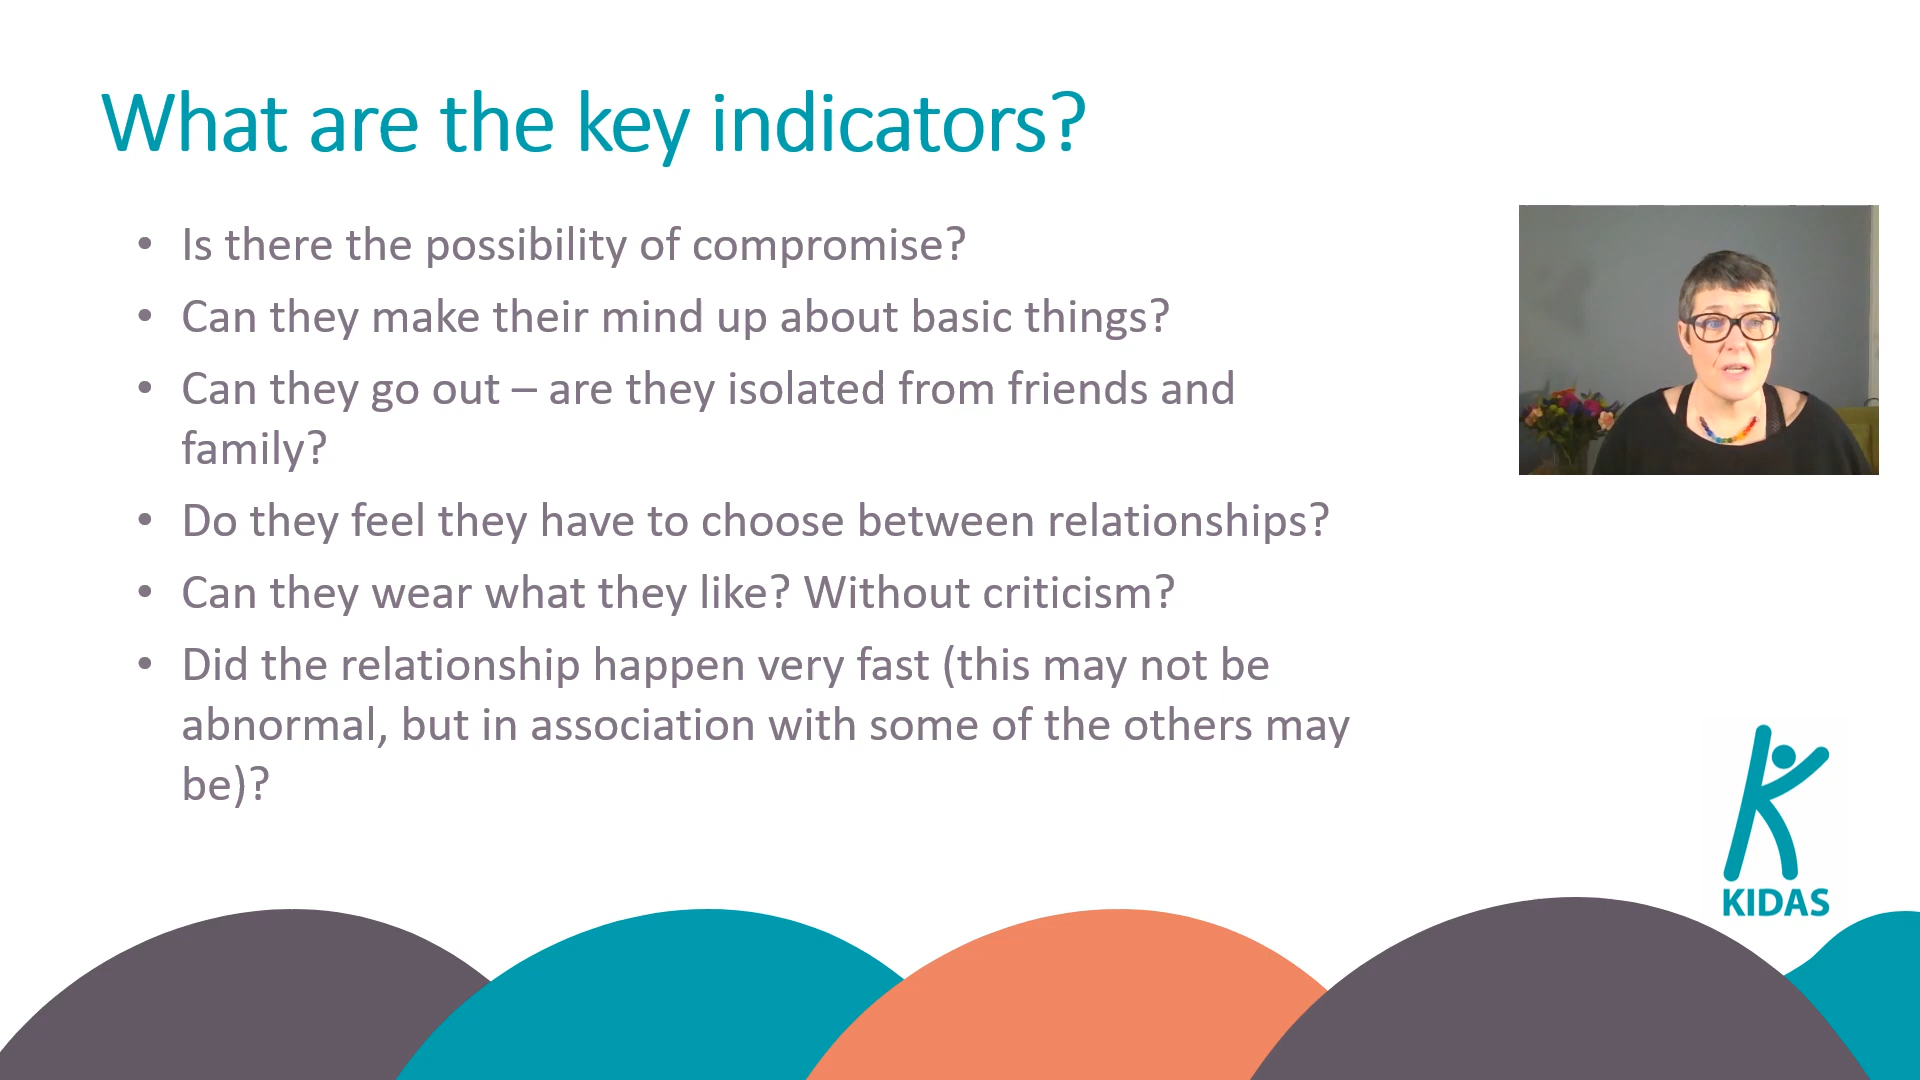 What are the key indicators?
• Is there the possibility of compromise?
• Can they make their mind up about basic things?
• Can they go out – are they isolated from friends and
family?
• Do they feel they have to choose between relationships?
• Can they wear what they like? Without criticism?
• Did the relationship happen very fast (this may not be
abnormal, but in association with some of the others may
be)?
KIDAS